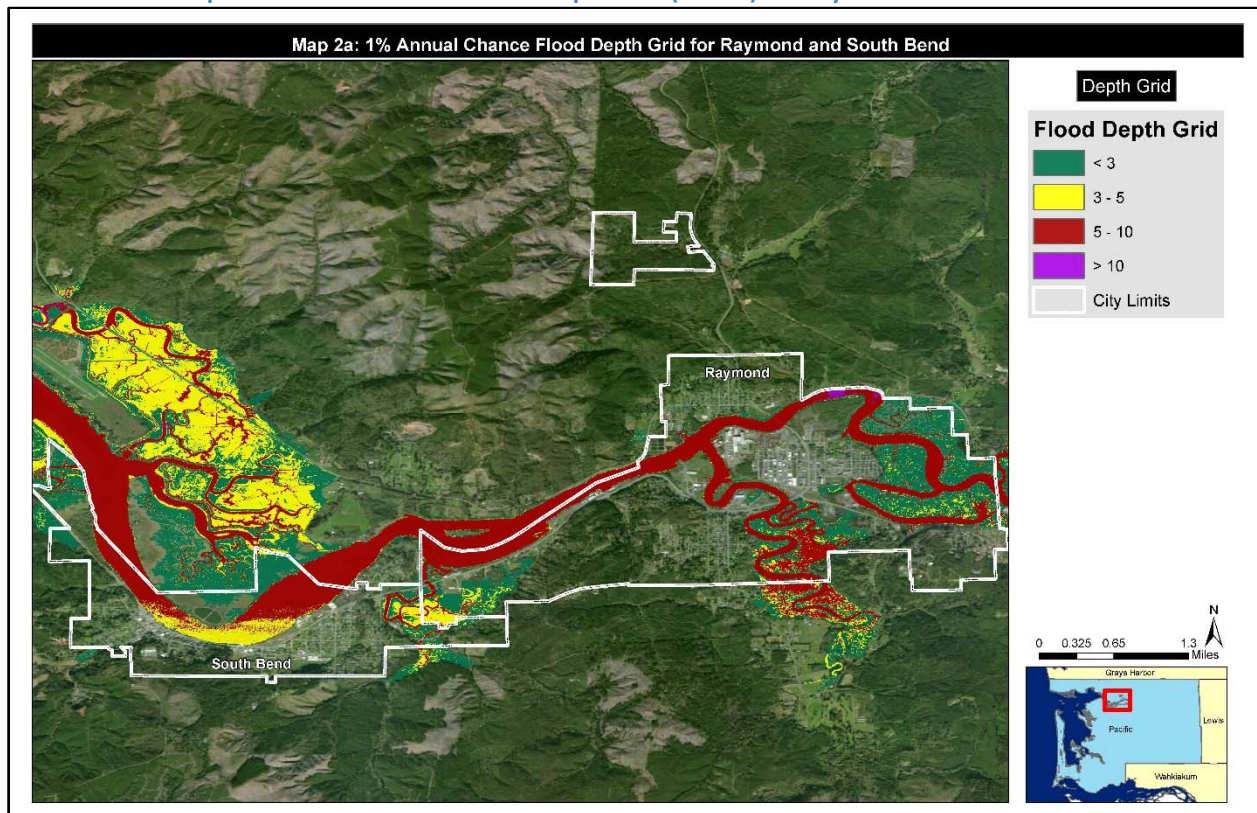 Map 2a: 1% Annual Chance Flood Depth Grid for Raymond and South Bend
Depth Grid
Flood Depth Grid
< 3
3 - 5
5 - 10
> 10
City Limits
Raymond
South Bend
N
0 0.325 0.65 1.3
Miles
Grays Harbor
Pacific
Lewis
Wahkiakum